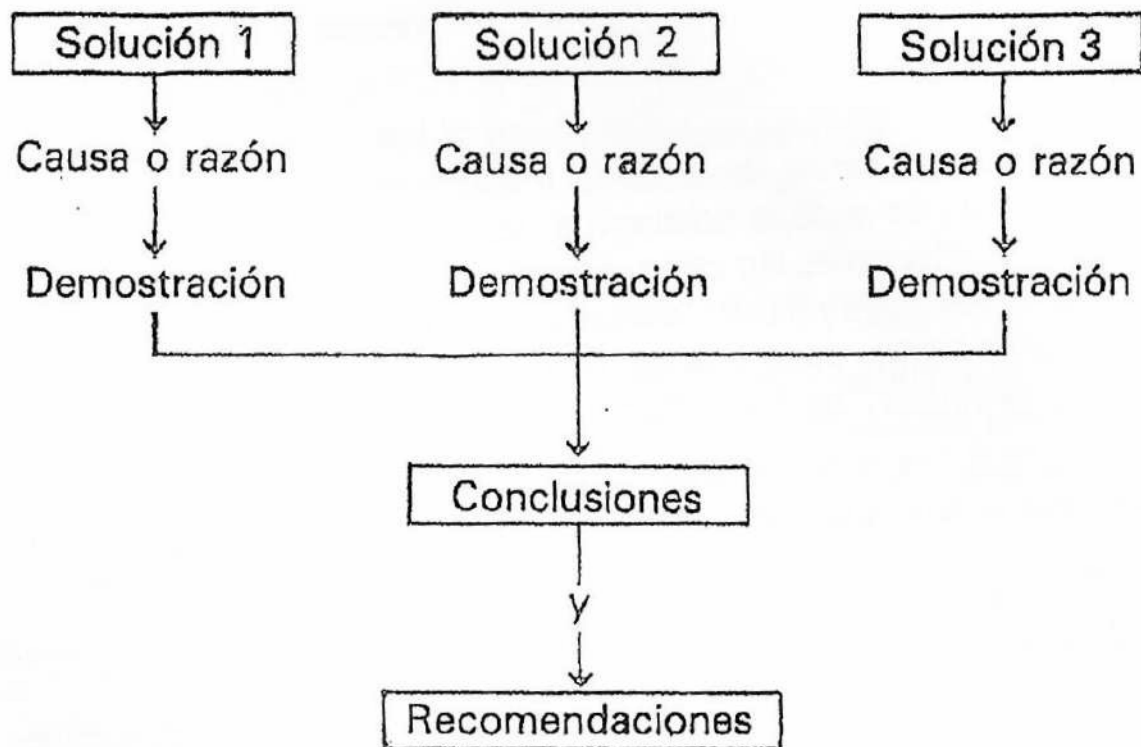 Solución 1 Solución 2 Solución 3
Causa o razón Causa o razón Causa o razón
Demostración Demostración Demostración
Conclusiones
y
Recomendaciones